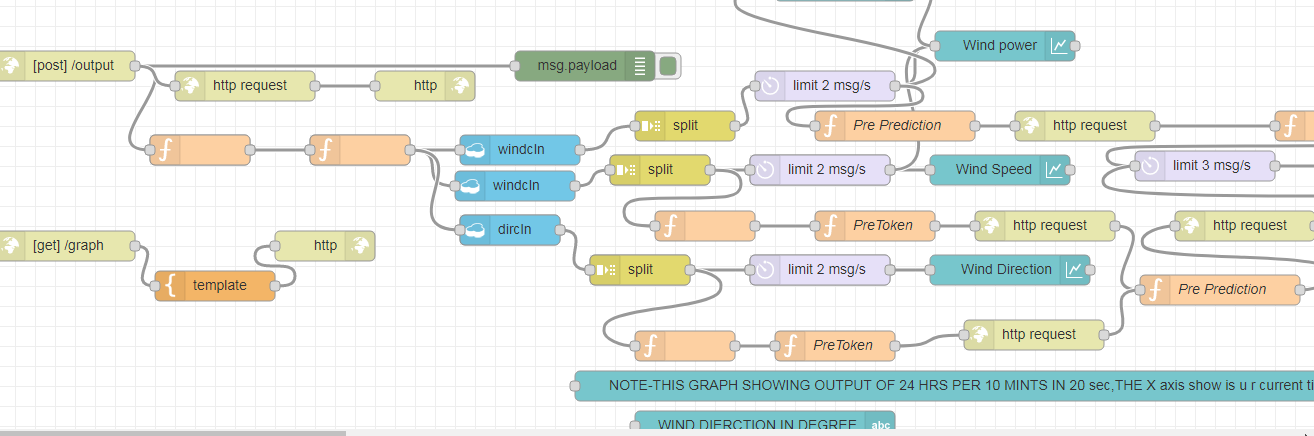 Wind power
[post] /output
msg.payload
http request
http
limit 2 msg/s
split
Pre Prediction
http request
windcIn
split
limit 2 msg/s
Wind Speed
limit 3 msg/s
windcIn
dircIn
PreToken
http request
http request
[get] /graph
http
split
limit 2 msg/s
Wind Direction
template
Pre Prediction
PreToken
http request
NOTE-THIS GRAPH SHOWING OUTPUT OF 24 HRS PER 10 MINTS IN 20 sec,THE X axis show is u r current ti
WIND DIERCTION IN DEGREE
abc